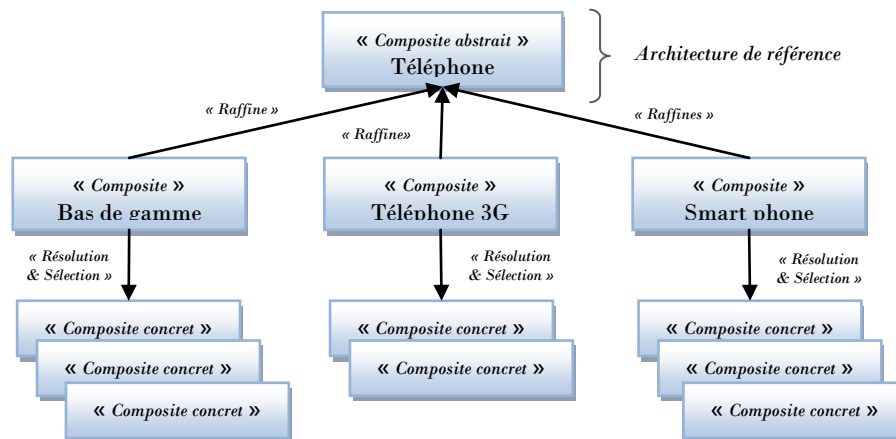 « Composite abstrait »
Téléphone
Architecture de référence
« Raffine »
« Raffine»
« Raffines »
« Composite »
Bas de gamme
« Composite »
Téléphone 3G
« Composite »
Smart phone
« Résolution
& Sélection »
« Résolution
& Sélection »
« Résolution
& Sélection »
« Composite concret »
« Composite concret »
« Composite concret »
« Composite concret »
« Composite concret »
« Composite concret »
« Composite concret »
« Composite concret »